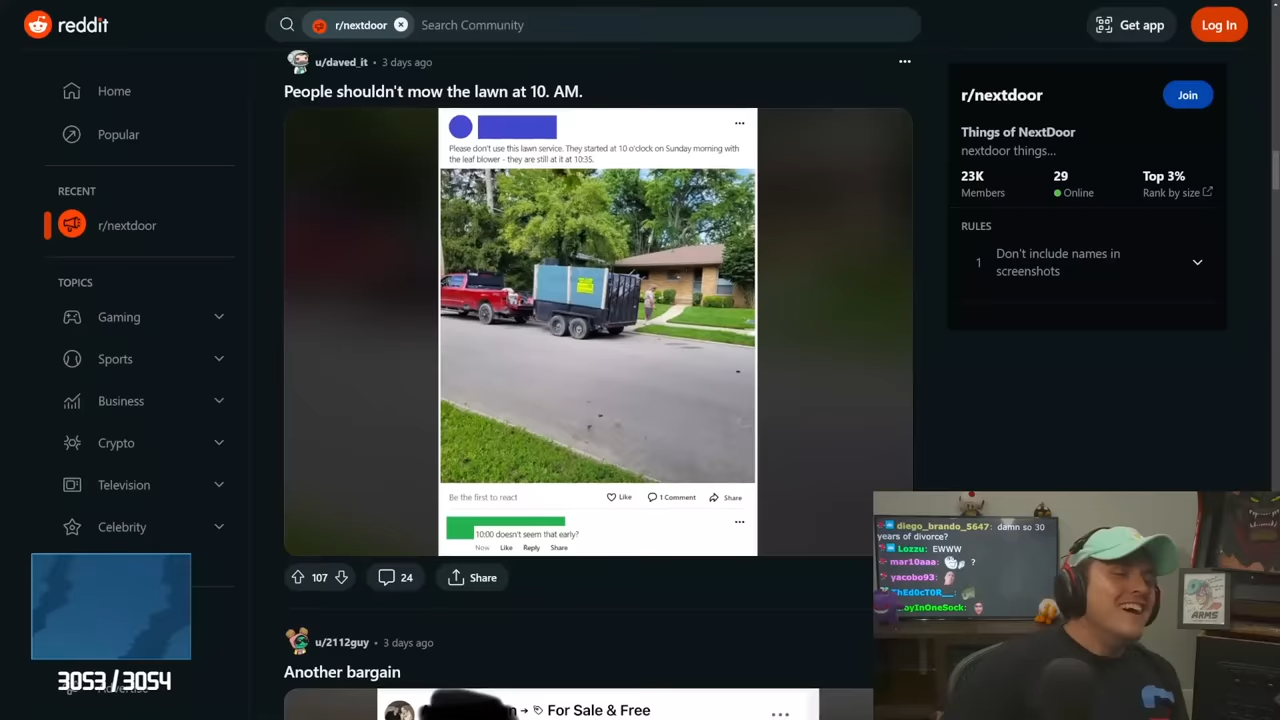 reddit
r/nextdoor
Search Community
Get app
Log In
Home
Popular
RECENT
r/nextdoor
TOPICS
Gaming
Sports
Business
Crypto
Television
Celebrity
3053 / 3054
u/daved_it • 3 days ago
People shouldn't mow the lawn at 10. AM.
Please don't use this lawn service. They started at 10 o'clock on Sunday morning with
the leaf blower - they are still at it at 10:35.
Be the first to react
Like
1 Comment
Share
10:00 doesn't seem that early?
Now Like Reply Share
107
24
Share
u/2112guy • 3 days ago
Another bargain
For Sale & Free
r/nextdoor
Join
Things of NextDoor
nextdoor things...
23K
Members
29
Online
Top 3%
Rank by size
RULES
1
Don't include names in
screenshots
diego_brando_5647: damn so 30
years of divorce?
Lozzu: EWWW
mar10aaa: ?
yacobo93:
hEd0cT0R__:
oyInOneSock:
ARMS